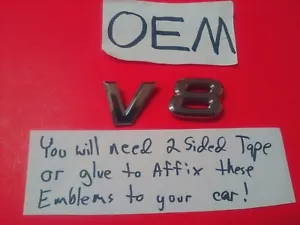 OEM
V8
You will need 2 Sided Tape
or glue to Affix these
Emblems to your car!